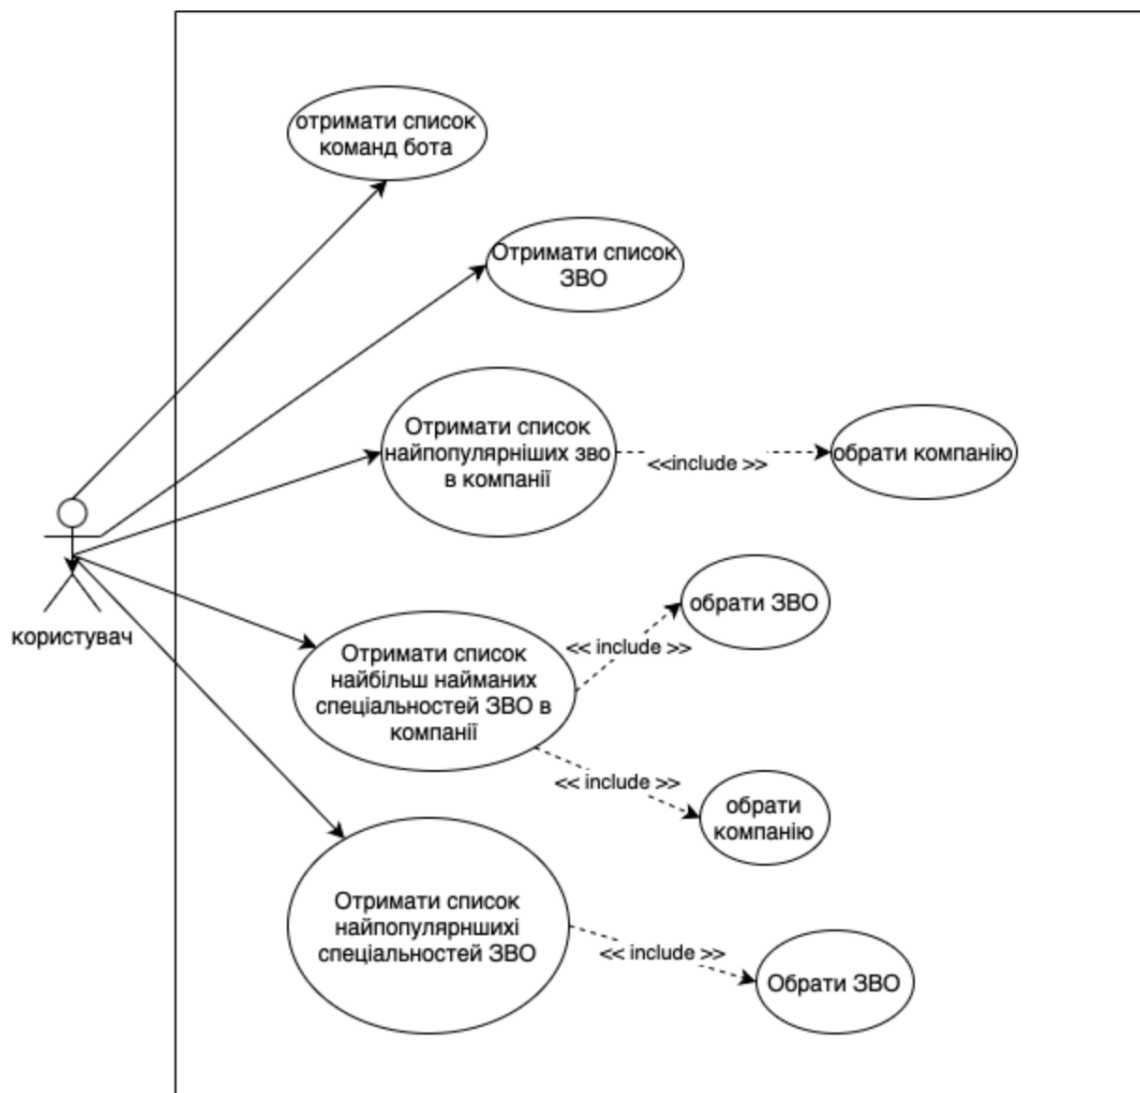 отримати список
команд бота
Отримати список
ЗВО
Отримати список
найпопулярніших зво
в компанії
<<include >>
обрати компанію
користувач
обрати ЗВО
<< include >>
Отримати список
найбільш найманих
спеціальностей ЗВО в
компанії
<< include >>
обрати
компанію
Отримати список
найпопулярншихі
спеціальностей ЗВО
<< include >>
Обрати ЗВО